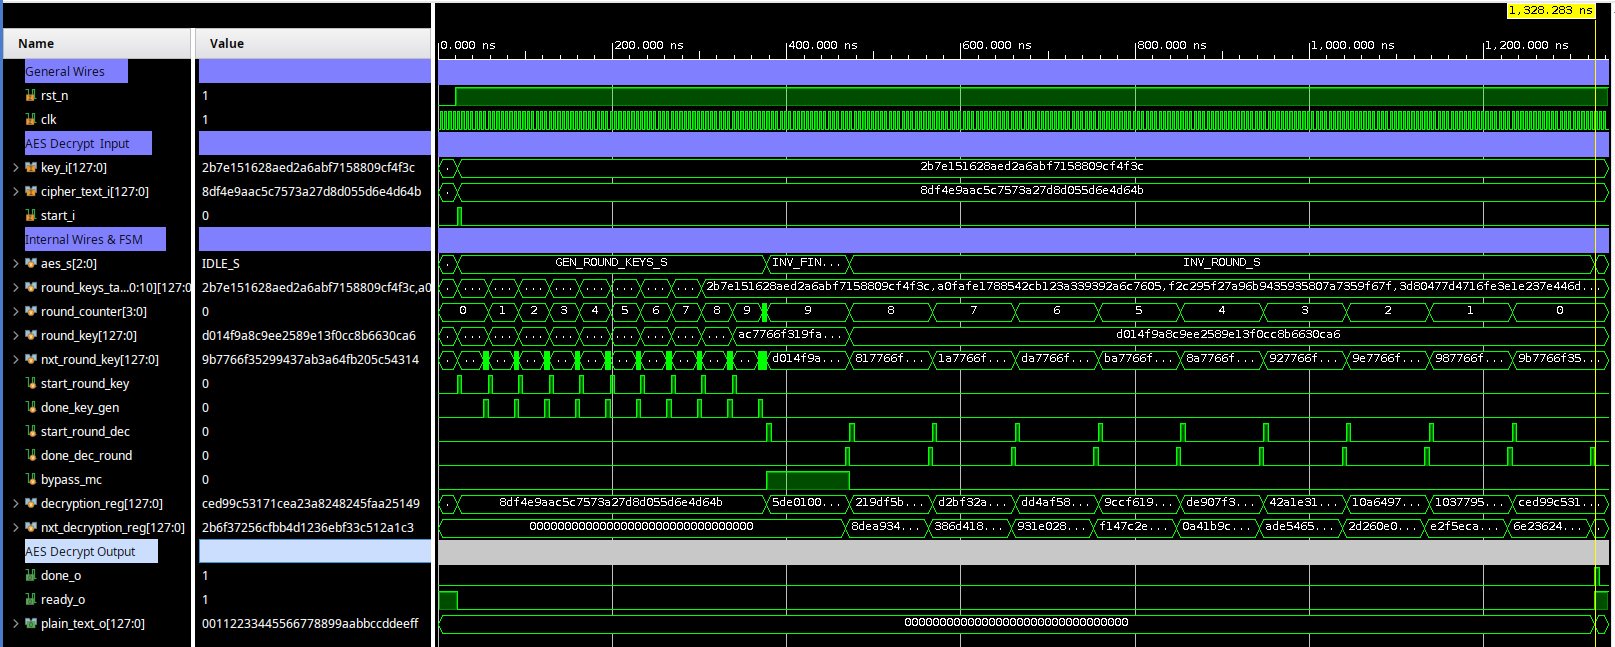 1,328.283 ns
Name Value 0.000 ns 200.000 ns 400.000 ns 600.000 ns 800.000 ns 1,000.000 ns 1,200.000 ns
General Wires
rst_n 1
clk 1
AES Decrypt Input
key_i[127:0] 2b7e151628aed2a6abf7158809cf4f3c . 2b7e151628aed2a6abf7158809cf4f3c
cipher_text_i[127:0] 8df4e9aac5c7573a27d8d055d6e4d64b . 8df4e9aac5c7573a27d8d055d6e4d64b
start_i 0
Internal Wires & FSM
aes_s[2:0] IDLE_S . GEN_ROUND_KEYS_S INV_FIN... INV_ROUND_S
round_keys_ta...0:10][127:0 2b7e151628aed2a6abf7158809cf4f3c,a0 ... ... ... ... ... ... ... 2b7e151628aed2a6abf7158809cf4f3c,a0fafe1788542cb123a339392a6c7605,f2c295f27a96b9435935807a7359f67f,3d80477d4716fe3e1e237e446d...
round_counter[3:0] 0 0 1 2 3 4 5 6 7 8 9 9 8 7 6 5 4 3 2 1 0
round_key[127:0] d014f9a8c9ee2589e13f0cc8b6630ca6 ... ... ... ... ... ... ... ... ac7766f319fa... d014f9a8c9ee2589e13f0cc8b6630ca6
nxt_round_key[127:0] 9b7766f35299437ab3a64fb205c54314 ... ... ... ... ... ... ... ... ... d014f9a... 817766f... 1a7766f... da7766f... ba7766f... 8a7766f... 927766f... 9e7766f... 987766f... 9b7766f35...
start_round_key 0
done_key_gen 0
start_round_dec 0
done_dec_round 0
bypass_mc 0
decryption_reg[127:0] ced99c53171cea23a8248245faa25149 . 8df4e9aac5c7573a27d8d055d6e4d64b 5de0100... 219df5b... d2bf32a... dd4af58... 9ccf619... de907f3... 42a1e31... 10a6497... 1037795... ced99c531...
nxt_decryption_reg[127:0] 2b6f37256cfbb4d1236ebf33c512a1c3 00000000000000000000000000000000 8dea934... 386d418... 931e028... f147c2e... 0a41b9c... ade5465... 2d260e0... e2f5eca... 6e23624...
AES Decrypt Output
done_o 1
ready_o 1
plain_text_o[127:0] 00112233445566778899aabbccddeeff 00000000000000000000000000000000